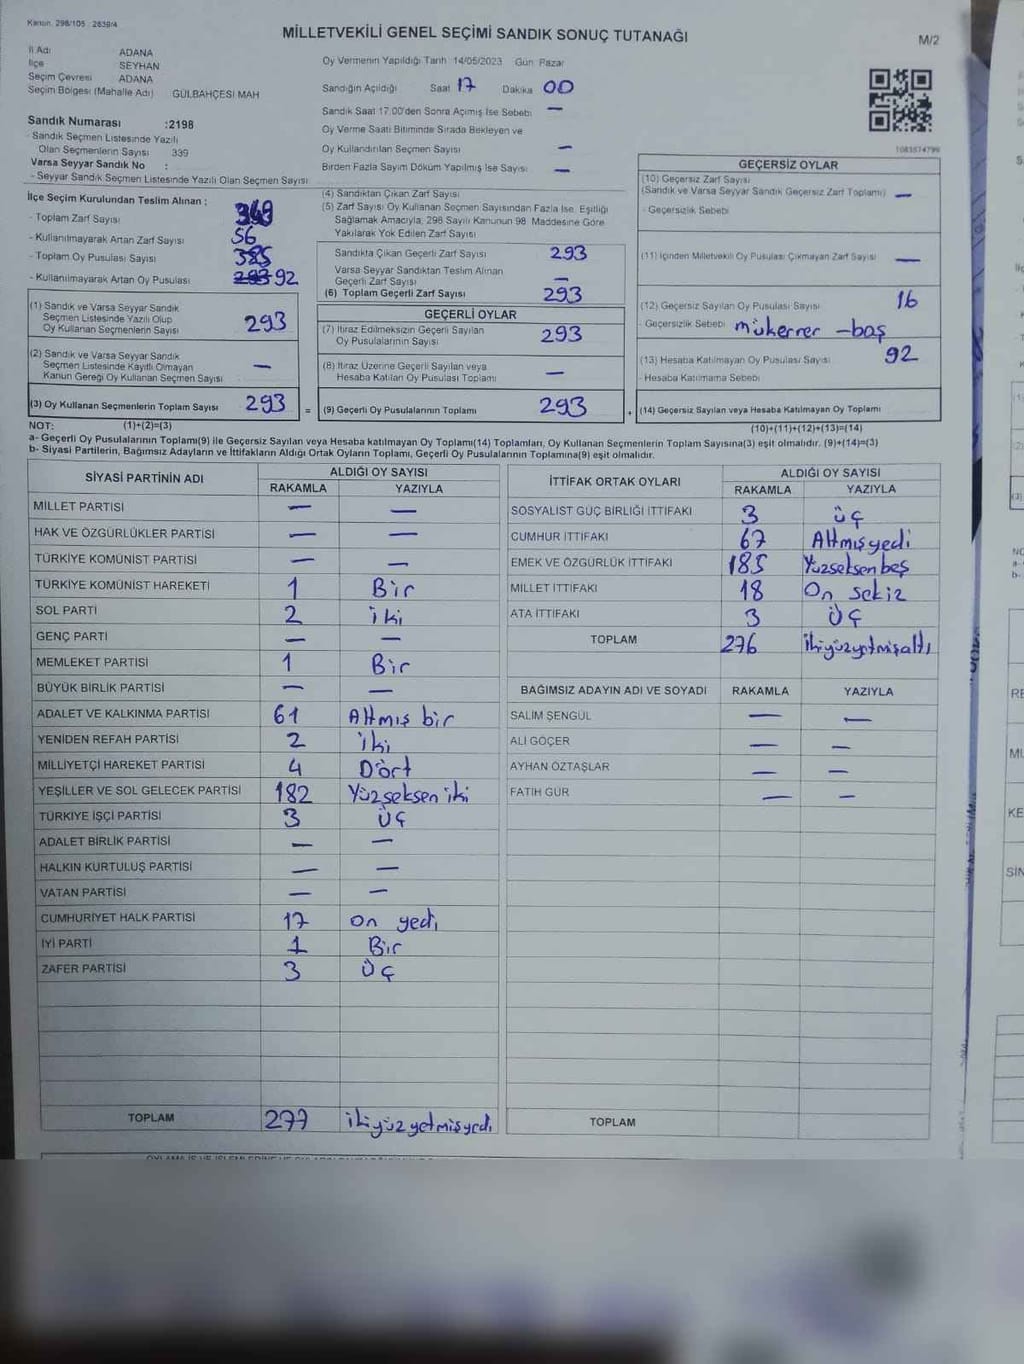 Kanun: 298/105 - 2839/4
MİLLETVEKİLİ GENEL SEÇİMİ SANDIK SONUÇ TUTANAĞI
M/2
İl Adı ADANA
İlçe SEYHAN
Seçim Çevresi ADANA
Seçim Bölgesi (Mahalle Adı) GÜLBAHÇESİ MAH
Sandık Numarası :2198
- Sandık Seçmen Listesinde Yazılı
Olan Seçmenlerin Sayısı 339
Varsa Seyyar Sandık No :
- Seyyar Sandık Seçmen Listesinde Yazılı Olan Seçmen Sayısı
Oy Vermenin Yapıldığı Tarih 14/05/2023 Gün Pazar
Sandığın Açıldığı Saat 17 Dakika 00
Sandık Saat 17.00'den Sonra Açımış İse Sebebi —
Oy Verme Saati Bitiminde Sırada Bekleyen ve
Oy Kullandırılan Seçmen Sayısı —
Birden Fazla Sayım Döküm Yapılmış İse Sayısı —
1083574799
İlçe Seçim Kurulundan Teslim Alınan :
- Toplam Zarf Sayısı
- Kullanılmayarak Artan Zarf Sayısı 56
- Toplam Oy Pusulası Sayısı 385
- Kullanılmayarak Artan Oy Pusulası 92
(1) Sandık ve Varsa Seyyar Sandık
Seçmen Listesinde Yazılı Olup
Oy Kullanan Seçmenlerin Sayısı 293
(2) Sandık ve Varsa Seyyar Sandık
Seçmen Listesinde Kayıtlı Olmayan
Kanun Gereği Oy Kullanan Seçmen Sayısı —
(3) Oy Kullanan Seçmenlerin Toplam Sayısı 293 =
(4) Sandıktan Çıkan Zarf Sayısı
(5) Zarf Sayısı Oy Kullanan Seçmen Sayısından Fazla İse, Eşitliği
Sağlamak Amacıyla, 298 Sayılı Kanunun 98. Maddesine Göre
Yakılarak Yok Edilen Zarf Sayısı
Sandıkta Çıkan Geçerli Zarf Sayısı 293
Varsa Seyyar Sandıktan Teslim Alınan
Geçerli Zarf Sayısı —
(6) Toplam Geçerli Zarf Sayısı 293
GEÇERLİ OYLAR
(7) İtiraz Edilmeksizin Geçerli Sayılan
Oy Pusulalarının Sayısı 293
(8) İtiraz Üzerine Geçerli Sayılan veya
Hesaba Katılan Oy Pusulası Toplamı —
(9) Geçerli Oy Pusulalarının Toplamı 293 +
GEÇERSİZ OYLAR
(10) Geçersiz Zarf Sayısı
(Sandık ve Varsa Seyyar Sandık Geçersiz Zarf Toplamı) —
- Geçersizlik Sebebi
(11) İçinden Milletvekili Oy Pusulası Çıkmayan Zarf Sayısı —
(12) Geçersiz Sayılan Oy Pusulası Sayısı 16
- Geçersizlik Sebebi mükerrer - boş
(13) Hesaba Katılmayan Oy Pusulası Sayısı 92
- Hesaba Katılmama Sebebi
(14) Geçersiz Sayılan veya Hesaba Katılmayan Oy Toplamı
NOT: (1)+(2)=(3) (10)+(11)+(12)+(13)=(14)
a- Geçerli Oy Pusulalarının Toplamı(9) ile Geçersiz Sayılan veya Hesaba katılmayan Oy Toplamı(14) Toplamları, Oy Kullanan Seçmenlerin Toplam Sayısına(3) eşit olmalıdır. (9)+(14)=(3)
b- Siyasi Partilerin, Bağımsız Adayların ve İttifakların Aldığı Ortak Oyların Toplamı, Geçerli Oy Pusulalarının Toplamına(9) eşit olmalıdır.
SİYASİ PARTİNİN ADI ALDIĞI OY SAYISI
RAKAMLA YAZIYLA
MİLLET PARTİSİ — —
HAK VE ÖZGÜRLÜKLER PARTİSİ — —
TÜRKİYE KOMÜNİST PARTİSİ — —
TÜRKİYE KOMÜNİST HAREKETİ 1 Bir
SOL PARTİ 2 iki
GENÇ PARTİ — —
MEMLEKET PARTİSİ 1 Bir
BÜYÜK BİRLİK PARTİSİ — —
ADALET VE KALKINMA PARTİSİ 61 Altmış bir
YENİDEN REFAH PARTİSİ 2 iki
MİLLİYETÇİ HAREKET PARTİSİ 4 Dört
YEŞİLLER VE SOL GELECEK PARTİSİ 182 Yüzseksen iki
TÜRKİYE İŞÇİ PARTİSİ 3 ÜÇ
ADALET BİRLİK PARTİSİ — —
HALKIN KURTULUŞ PARTİSİ — —
VATAN PARTİSİ — —
CUMHURİYET HALK PARTİSİ 17 On yedi
İYİ PARTİ 1 Bir
ZAFER PARTİSİ 3 ÜÇ
TOPLAM 277 ikiyüzyetmişyedi
İTTİFAK ORTAK OYLARI ALDIĞI OY SAYISI
RAKAMLA YAZIYLA
SOSYALİST GÜÇ BİRLİĞİ İTTİFAKI 3 üç
CUMHUR İTTİFAKI 67 Altmışyedi
EMEK VE ÖZGÜRLÜK İTTİFAKI 185 Yüzseksenbeş
MİLLET İTTİFAKI 18 On sekiz
ATA İTTİFAKI 3 ÜÇ
TOPLAM 276 ikiyüzyetmişaltı
BAĞIMSIZ ADAYIN ADI VE SOYADI RAKAMLA YAZIYLA
SALİM ŞENGÜL — —
ALİ GÖÇER — —
AYHAN ÖZTAŞLAR — —
FATİH GÜR — —
TOPLAM